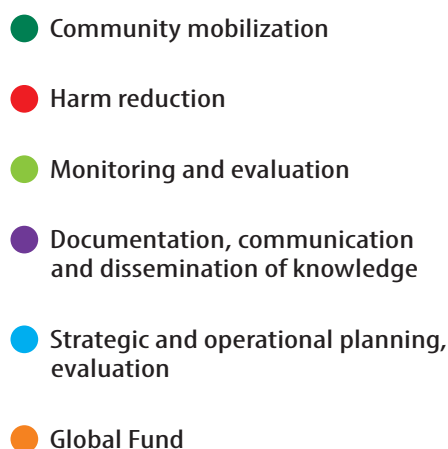 Community mobilization
Harm reduction
Monitoring and evaluation
Documentation, communication
and dissemination of knowledge
Strategic and operational planning,
evaluation
Global Fund